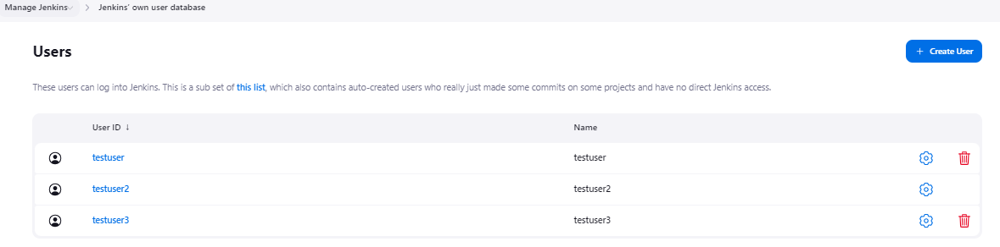 Manage Jenkins
Jenkins' own user database
Users
+ Create User
These users can log into Jenkins. This is a sub set of this list, which also contains auto-created users who really just made some commits on some projects and have no direct Jenkins access.
User ID ↓ Name
testuser testuser
testuser2 testuser2
testuser3 testuser3